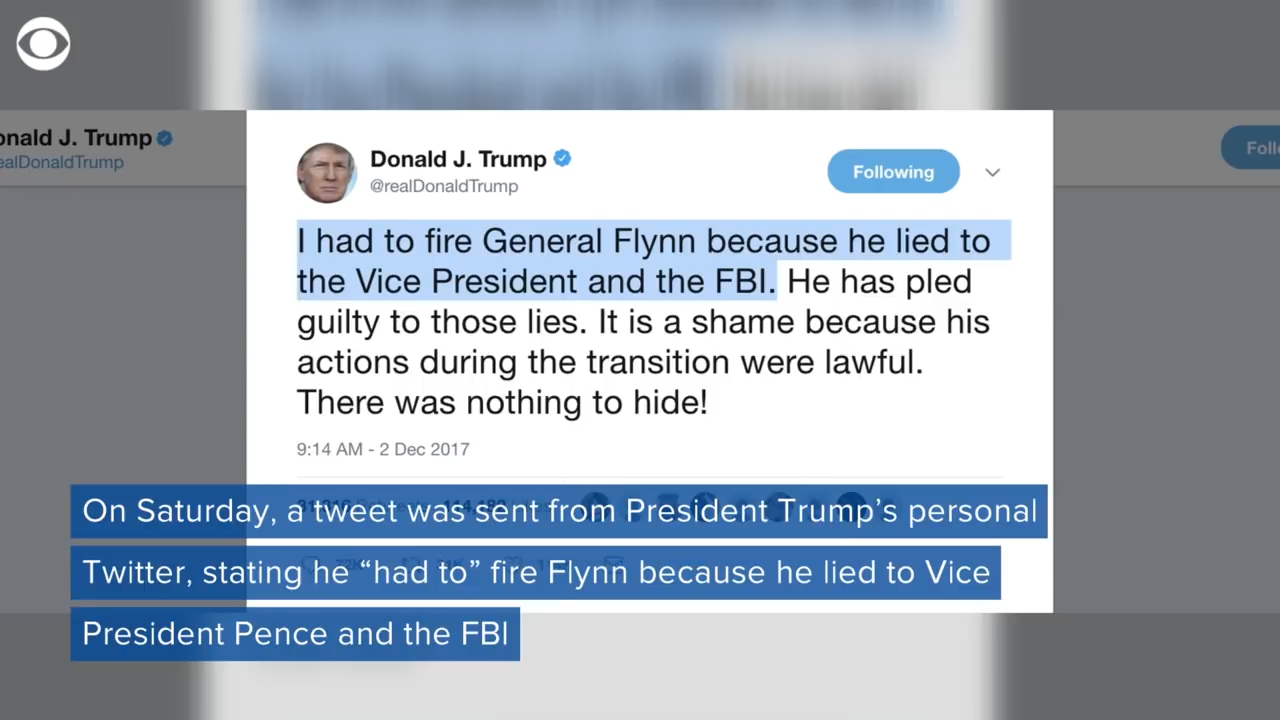 onald J. Trump
ealDonaldTrump
Foll
Donald J. Trump
@realDonaldTrump
Following
I had to fire General Flynn because he lied to
the Vice President and the FBI. He has pled
guilty to those lies. It is a shame because his
actions during the transition were lawful.
There was nothing to hide!
9:14 AM - 2 Dec 2017
On Saturday, a tweet was sent from President Trump’s personal
Twitter, stating he “had to” fire Flynn because he lied to Vice
President Pence and the FBI